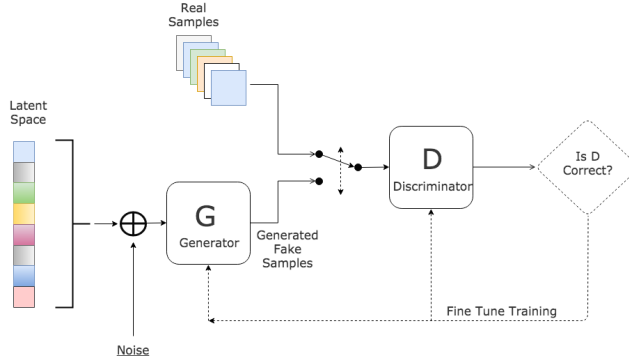 Real
Samples
Latent
Space
G
Generator
Generated
Fake
Samples
Noise
D
Discriminator
Is D
Correct?
Fine Tune Training